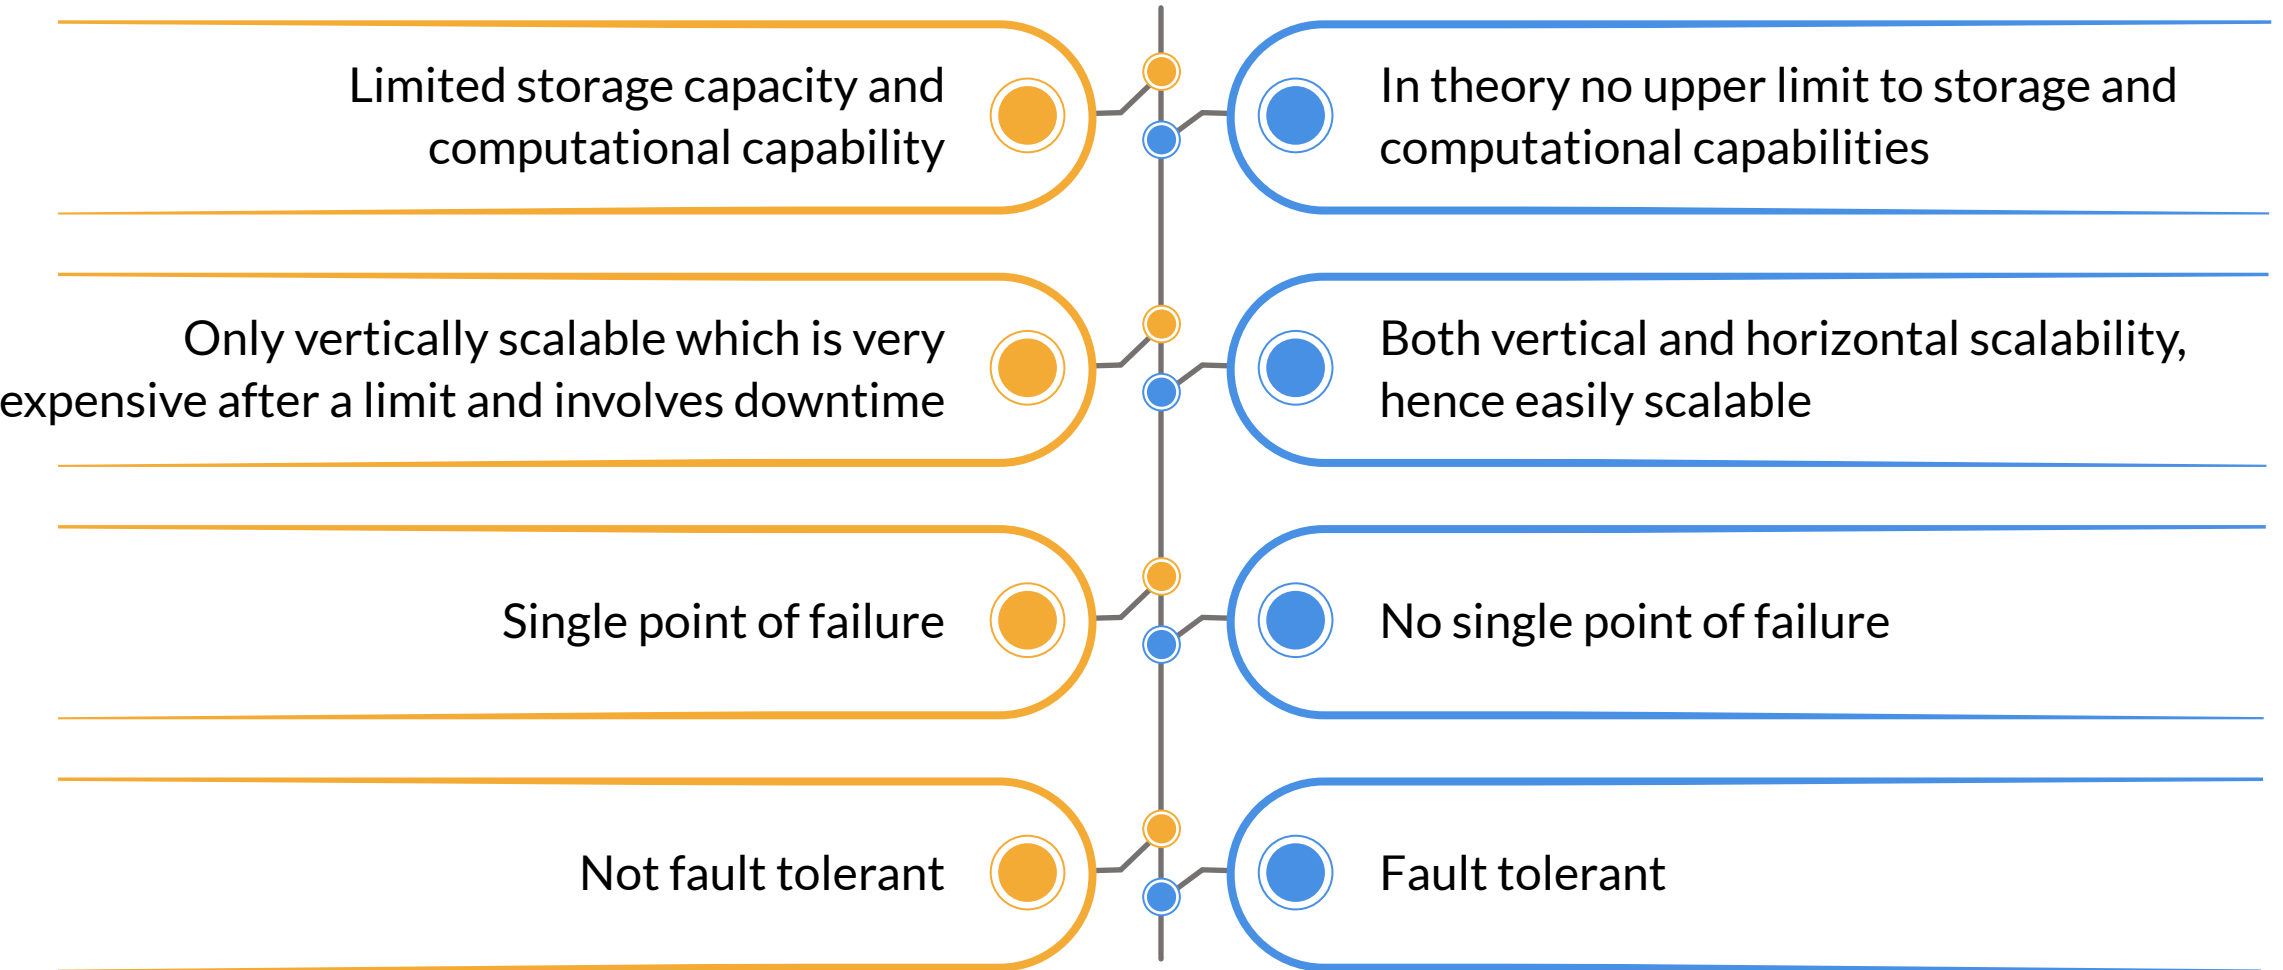 Limited storage capacity and
computational capability
In theory no upper limit to storage and
computational capabilities
Only vertically scalable which is very
expensive after a limit and involves downtime
Both vertical and horizontal scalability,
hence easily scalable
Single point of failure
No single point of failure
Not fault tolerant
Fault tolerant